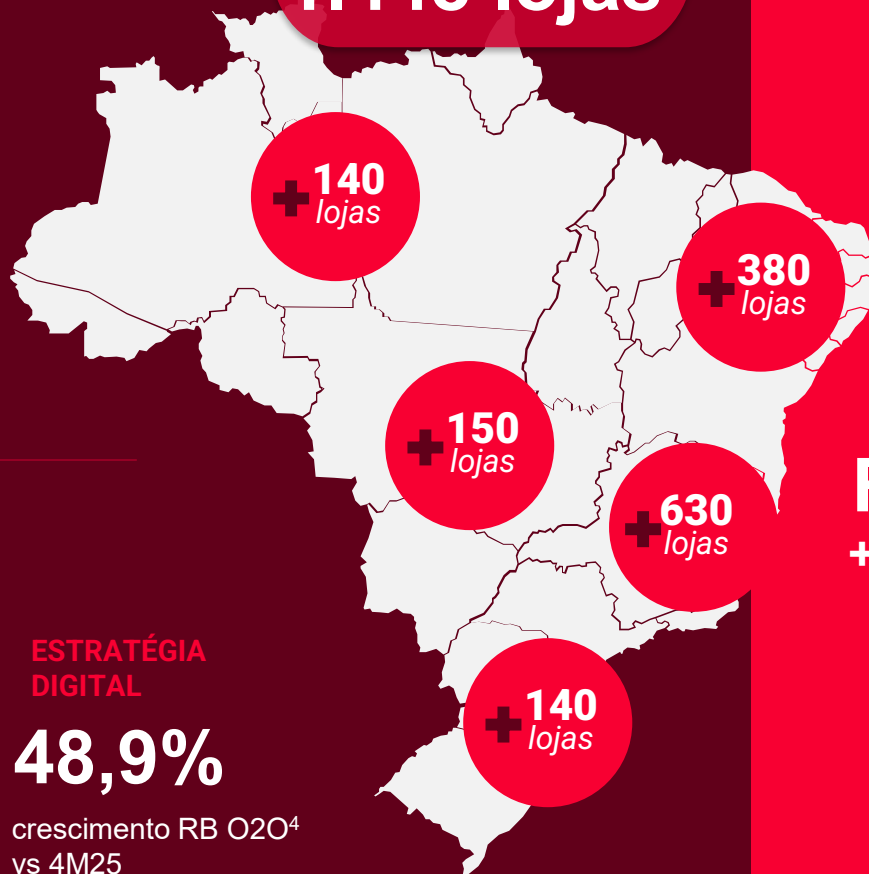 lojas
+140
lojas
+380
lojas
+150
lojas
+630
lojas
ESTRATÉGIA
DIGITAL
+140
lojas
48,9%
crescimento RB O2O⁴
vs 4M25